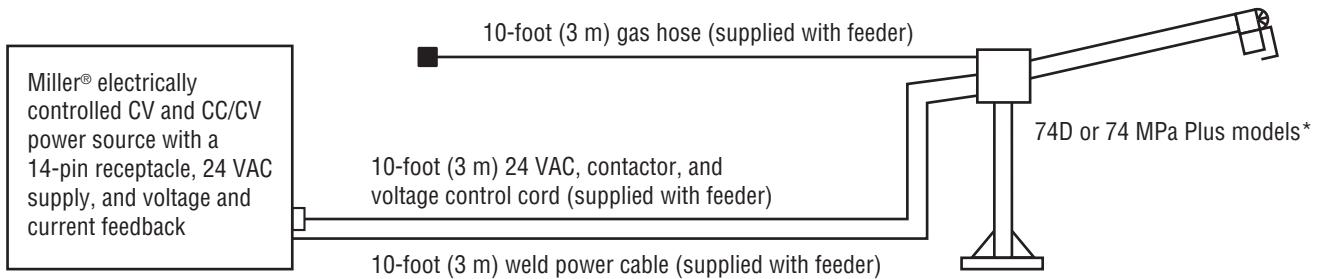 10-foot (3 m) gas hose (supplied with feeder)
Miller® electrically
controlled CV and CC/CV
power source with a
14-pin receptacle, 24 VAC
supply, and voltage and
current feedback
74D or 74 MPa Plus models*
10-foot (3 m) 24 VAC, contactor, and
voltage control cord (supplied with feeder)
10-foot (3 m) weld power cable (supplied with feeder)